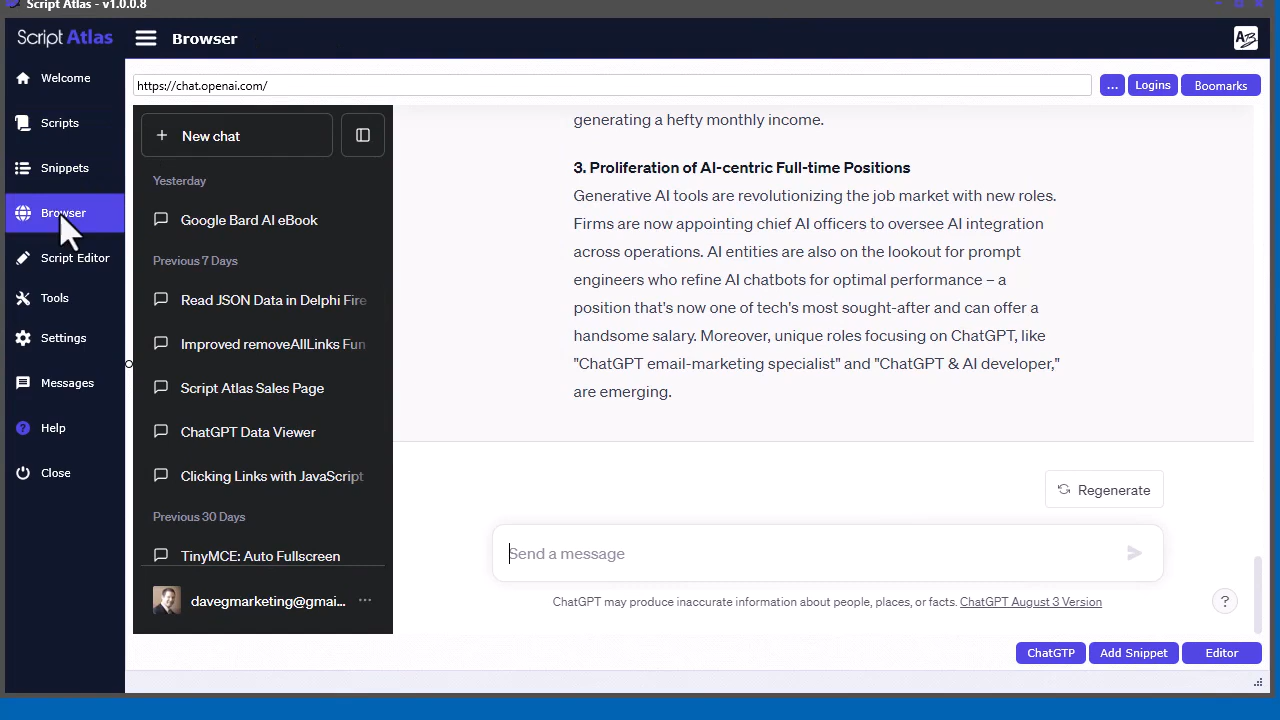 Script Atlas - v1.0.0.8
Script Atlas
Browser
AB
Welcome
Scripts
Snippets
Browser
Script Editor
Tools
Settings
Messages
Help
Close
https://chat.openai.com/
...
Logins
Boomarks
New chat
Yesterday
Google Bard AI eBook
Previous 7 Days
Read JSON Data in Delphi Fire
Improved removeAllLinks Fun
Script Atlas Sales Page
ChatGPT Data Viewer
Clicking Links with JavaScript
Previous 30 Days
TinyMCE: Auto Fullscreen
davegmarketing@gmai...
generating a hefty monthly income.
3. Proliferation of AI-centric Full-time Positions
Generative AI tools are revolutionizing the job market with new roles.
Firms are now appointing chief AI officers to oversee AI integration
across operations. AI entities are also on the lookout for prompt
engineers who refine AI chatbots for optimal performance – a
position that's now one of tech's most sought-after and can offer a
handsome salary. Moreover, unique roles focusing on ChatGPT, like
"ChatGPT email-marketing specialist" and "ChatGPT & AI developer,"
are emerging.
Regenerate
Send a message
ChatGPT may produce inaccurate information about people, places, or facts. ChatGPT August 3 Version
?
ChatGTP
Add Snippet
Editor